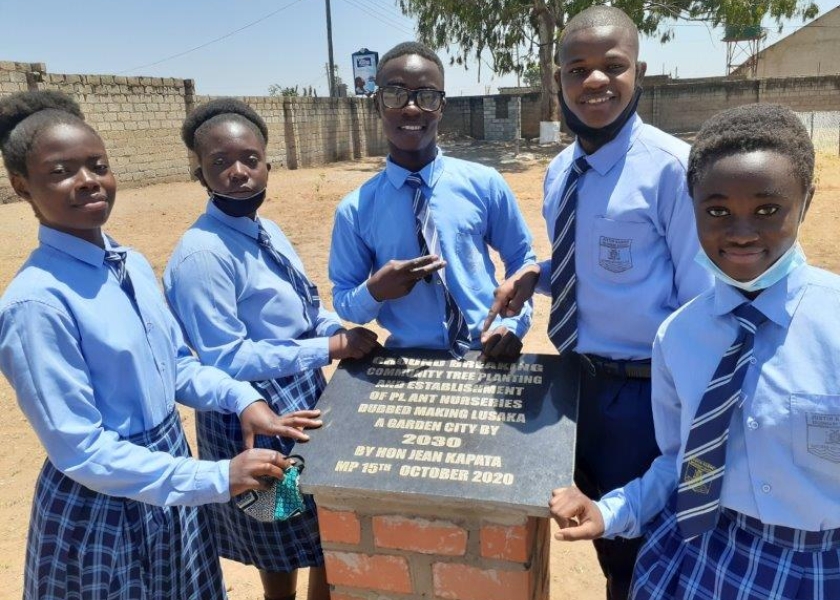 GROUND BREAKING
COMMUNITY TREE PLANTING
AND ESTABLISHMENT
OF PLANT NURSERIES
DUBBED MAKING LUSAKA
A GARDEN CITY BY
2030
BY HON JEAN KAPATA
MP 15TH OCTOBER 2020